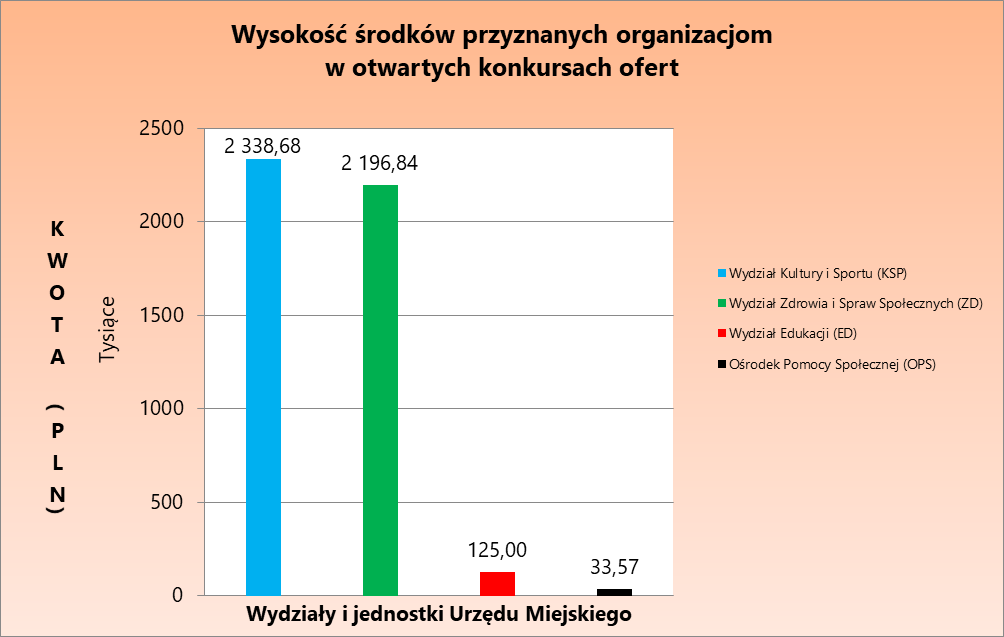 Wysokość środków przyznanych organizacjom
w otwartych konkursach ofert
KWOTA (PLN)
Tysiące
2500
2000
1500
1000
500
0
2 338,68
2 196,84
125,00
33,57
Wydziały i jednostki Urzędu Miejskiego
Wydział Kultury i Sportu (KSP)
Wydział Zdrowia i Spraw Społecznych (ZD)
Wydział Edukacji (ED)
Ośrodek Pomocy Społecznej (OPS)